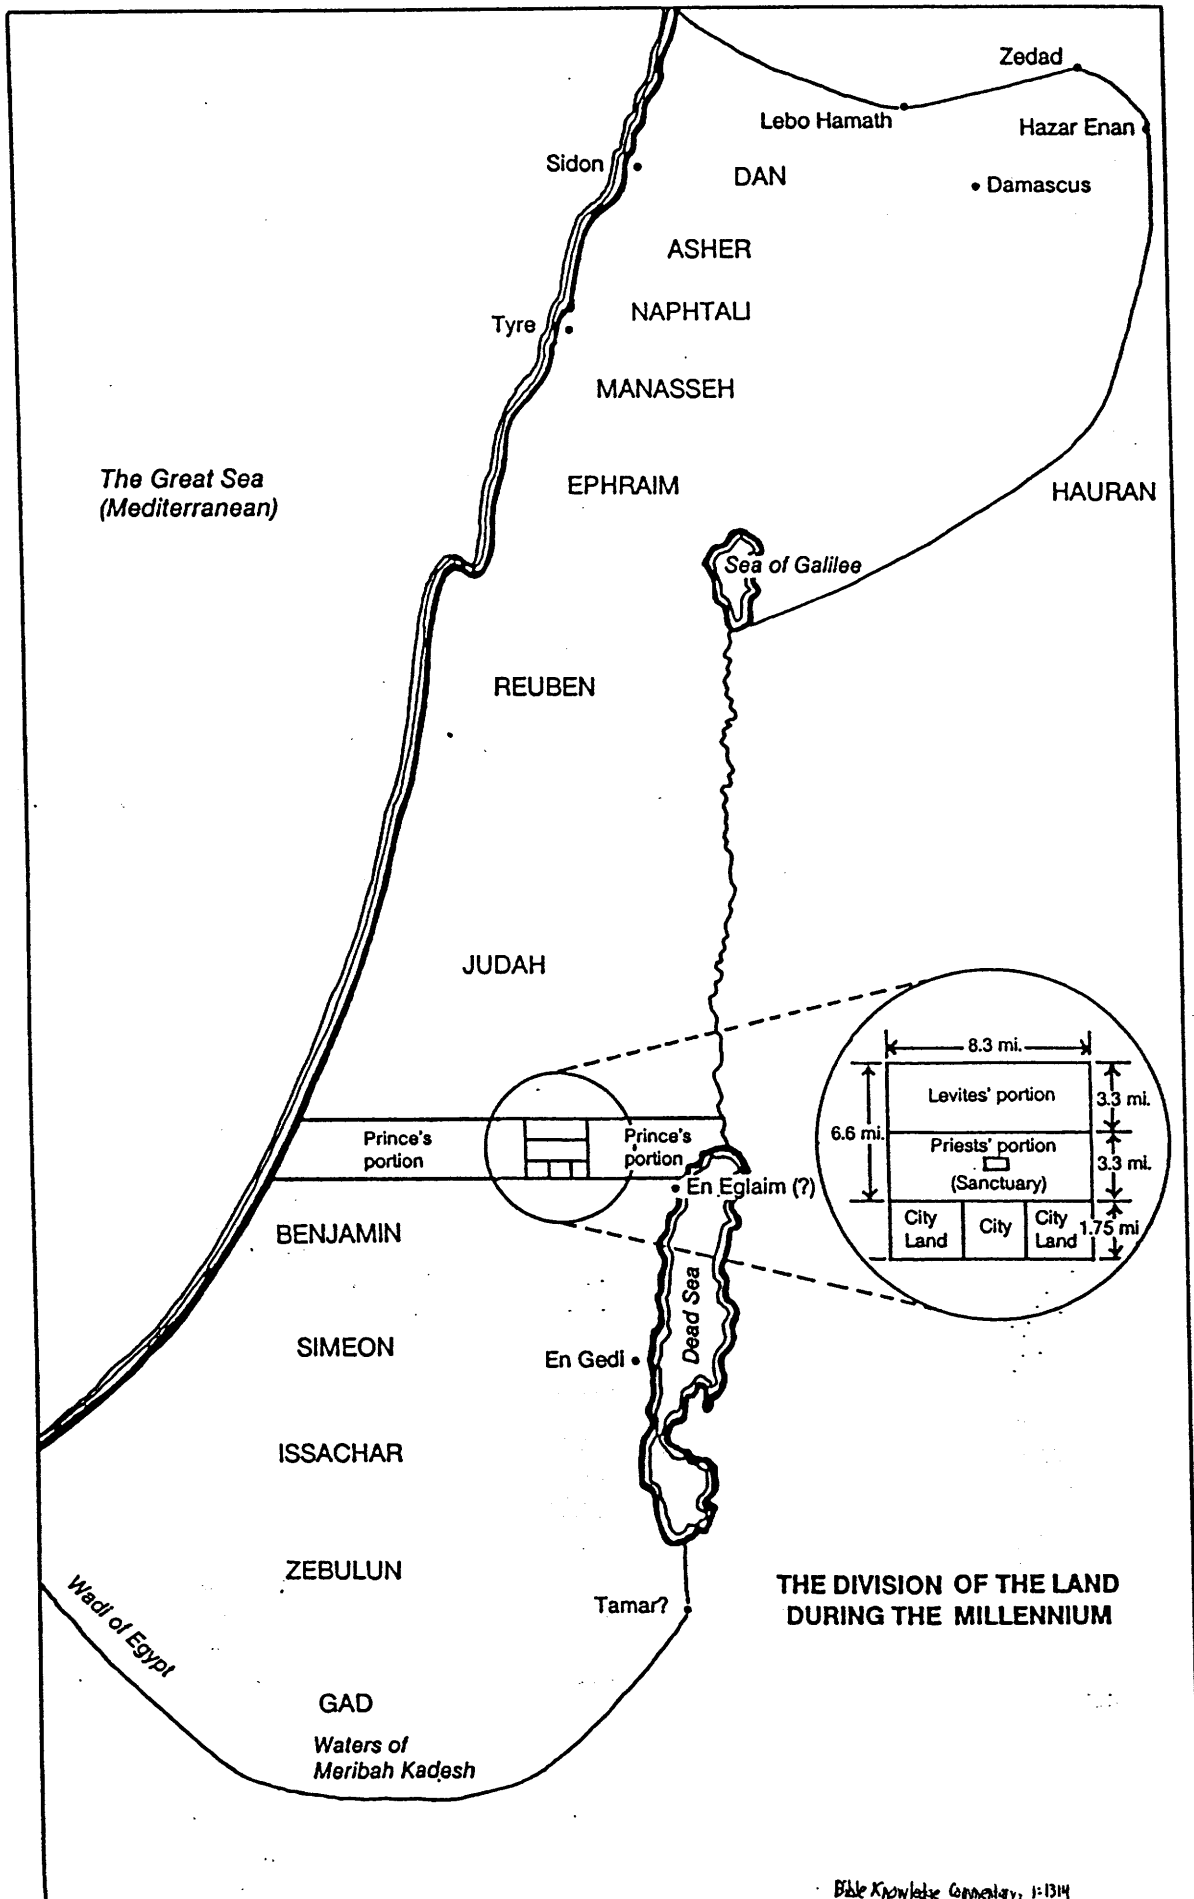 Zedad
Lebo Hamath
Hazar Enan
Sidon
DAN
Damascus
ASHER
NAPHTALI
Tyre
MANASSEH
The Great Sea
(Mediterranean)
EPHRAIM
HAURAN
Sea of Galilee
REUBEN
JUDAH
8.3 mi.
Levites' portion
3.3 mi.
6.6 mi.
Priests' portion
(Sanctuary)
3.3 mi.
City
Land
City
City
Land
1.75 mi
Prince's
portion
Prince's
portion
En Eglaim (?)
BENJAMIN
Dead Sea
SIMEON
En Gedi
ISSACHAR
ZEBULUN
THE DIVISION OF THE LAND
DURING THE MILLENNIUM
Tamar?
Wadi of Egypt
GAD
Waters of
Meribah Kadesh
Bible Knowledge Commentary, 1:1314